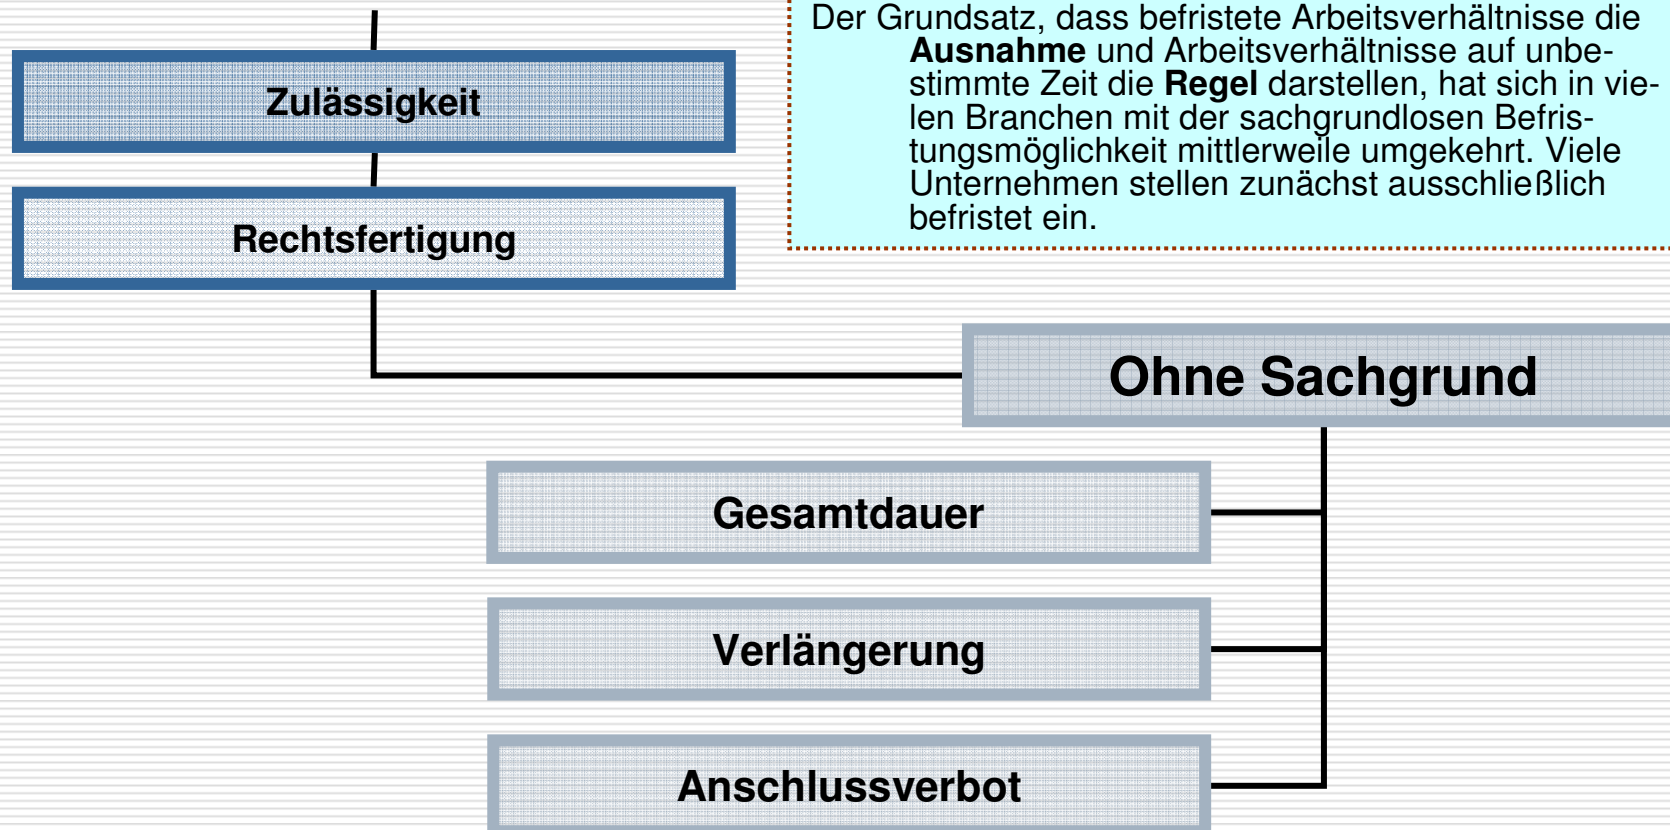 Der Grundsatz, dass befristete Arbeitsverhältnisse die
Ausnahme und Arbeitsverhältnisse auf unbe-
stimmte Zeit die Regel darstellen, hat sich in vie-
len Branchen mit der sachgrundlosen Befris-
tungsmöglichkeit mittlerweile umgekehrt. Viele
Unternehmen stellen zunächst ausschließlich
befristet ein.
Zulässigkeit
Rechtsfertigung
Ohne Sachgrund
Gesamtdauer
Verlängerung
Anschlussverbot